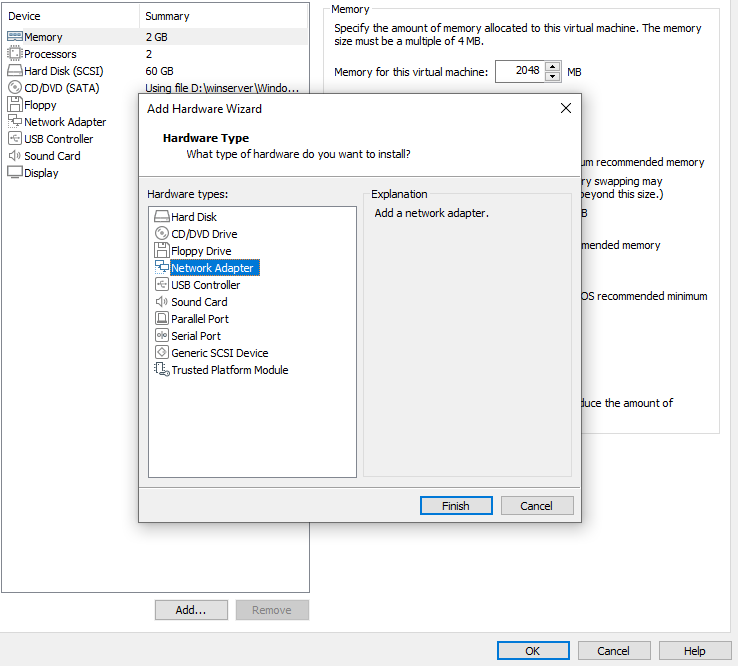 Device Summary
Memory 2 GB
Processors 2
Hard Disk (SCSI) 60 GB
CD/DVD (SATA) Using file D:\winserver\Windo...
Floppy
Network Adapter
USB Controller
Sound Card
Display
Add...
Remove
Memory
Specify the amount of memory allocated to this virtual machine. The memory
size must be a multiple of 4 MB.
Memory for this virtual machine: 2048 MB
recommended memory
swapping may
beyond this size.)
B
memory
OS recommended minimum
the amount of
Add Hardware Wizard
Hardware Type
What type of hardware do you want to install?
Hardware types:
Hard Disk
CD/DVD Drive
Floppy Drive
Network Adapter
USB Controller
Sound Card
Parallel Port
Serial Port
Generic SCSI Device
Trusted Platform Module
Explanation
Add a network adapter.
Finish
Cancel
OK
Cancel
Help